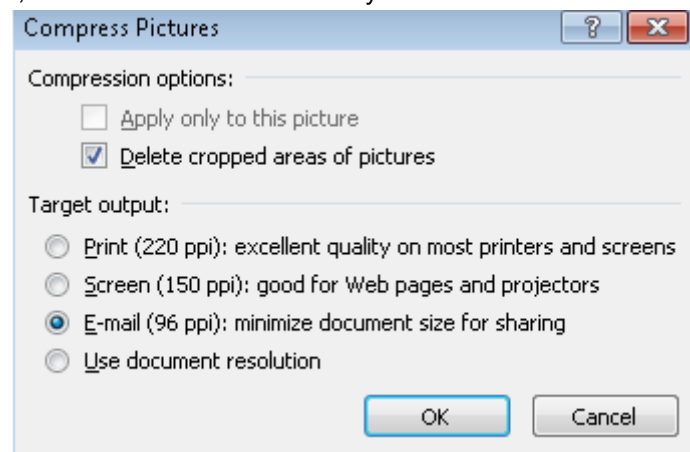 Compress Pictures
Compression options:
Apply only to this picture
Delete cropped areas of pictures
Target output:
Print (220 ppi): excellent quality on most printers and screens
Screen (150 ppi): good for Web pages and projectors
E-mail (96 ppi): minimize document size for sharing
Use document resolution
OK Cancel